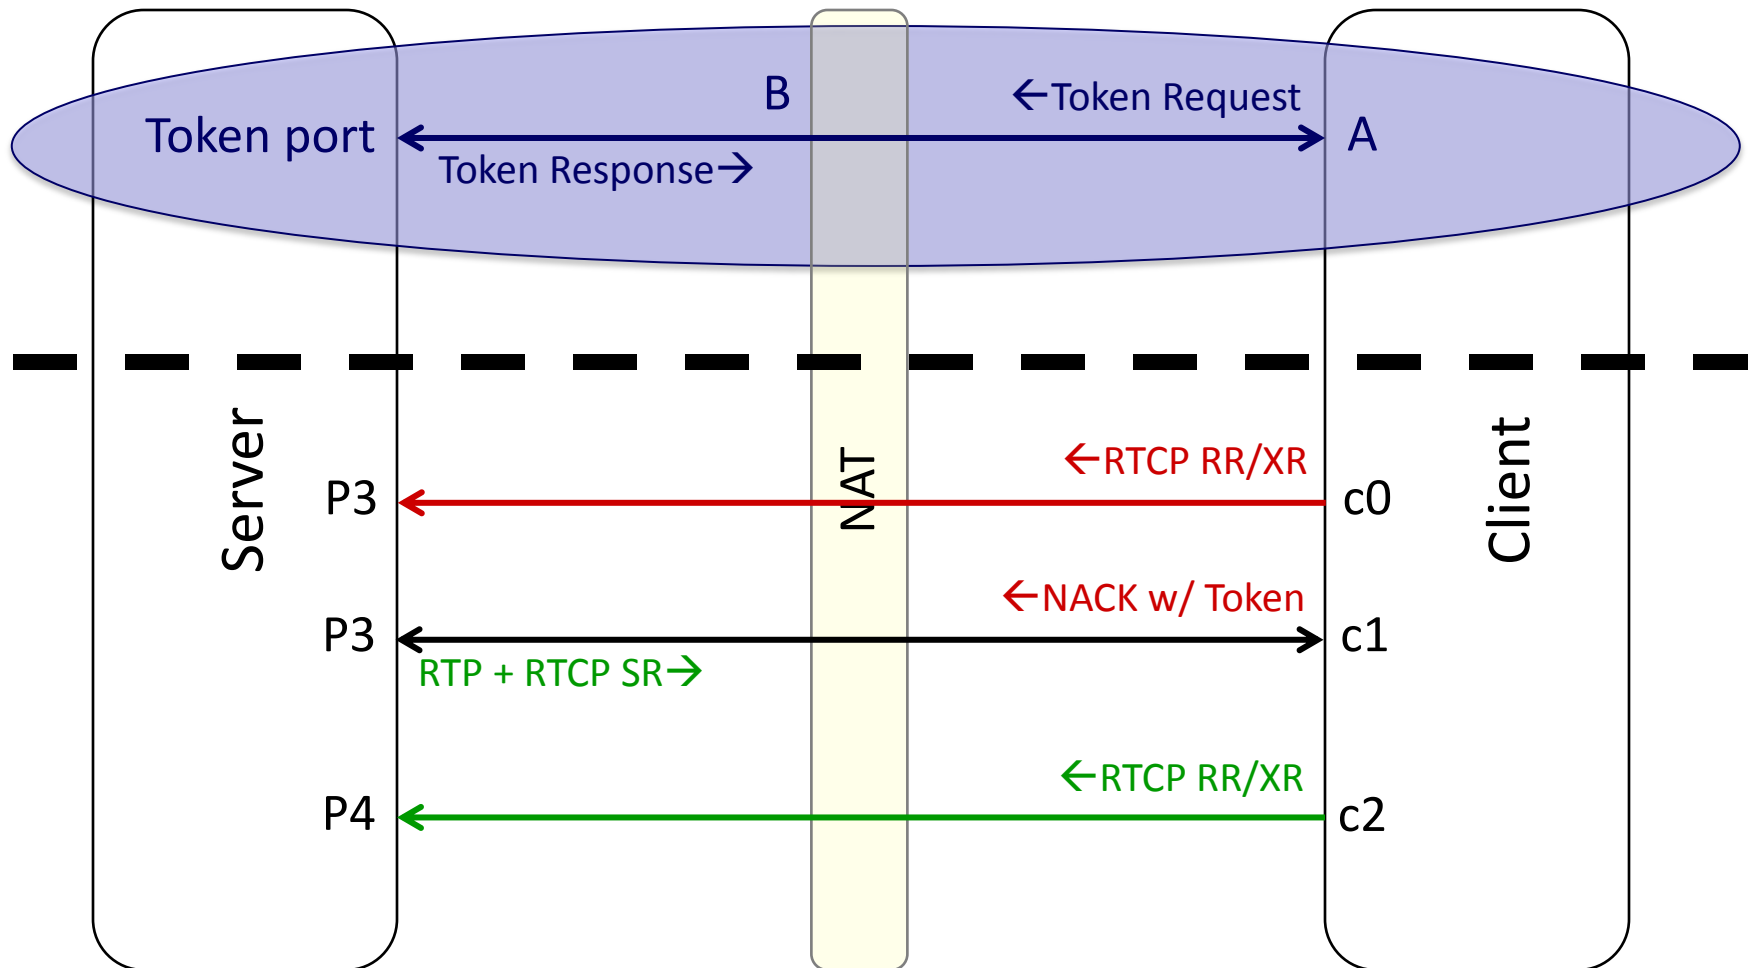 B
←Token Request
Token port
A
Token Response→
Server
NAT
Client
←RTCP RR/XR
P3
c0
←NACK w/ Token
P3
c1
RTP + RTCP SR→
←RTCP RR/XR
P4
c2